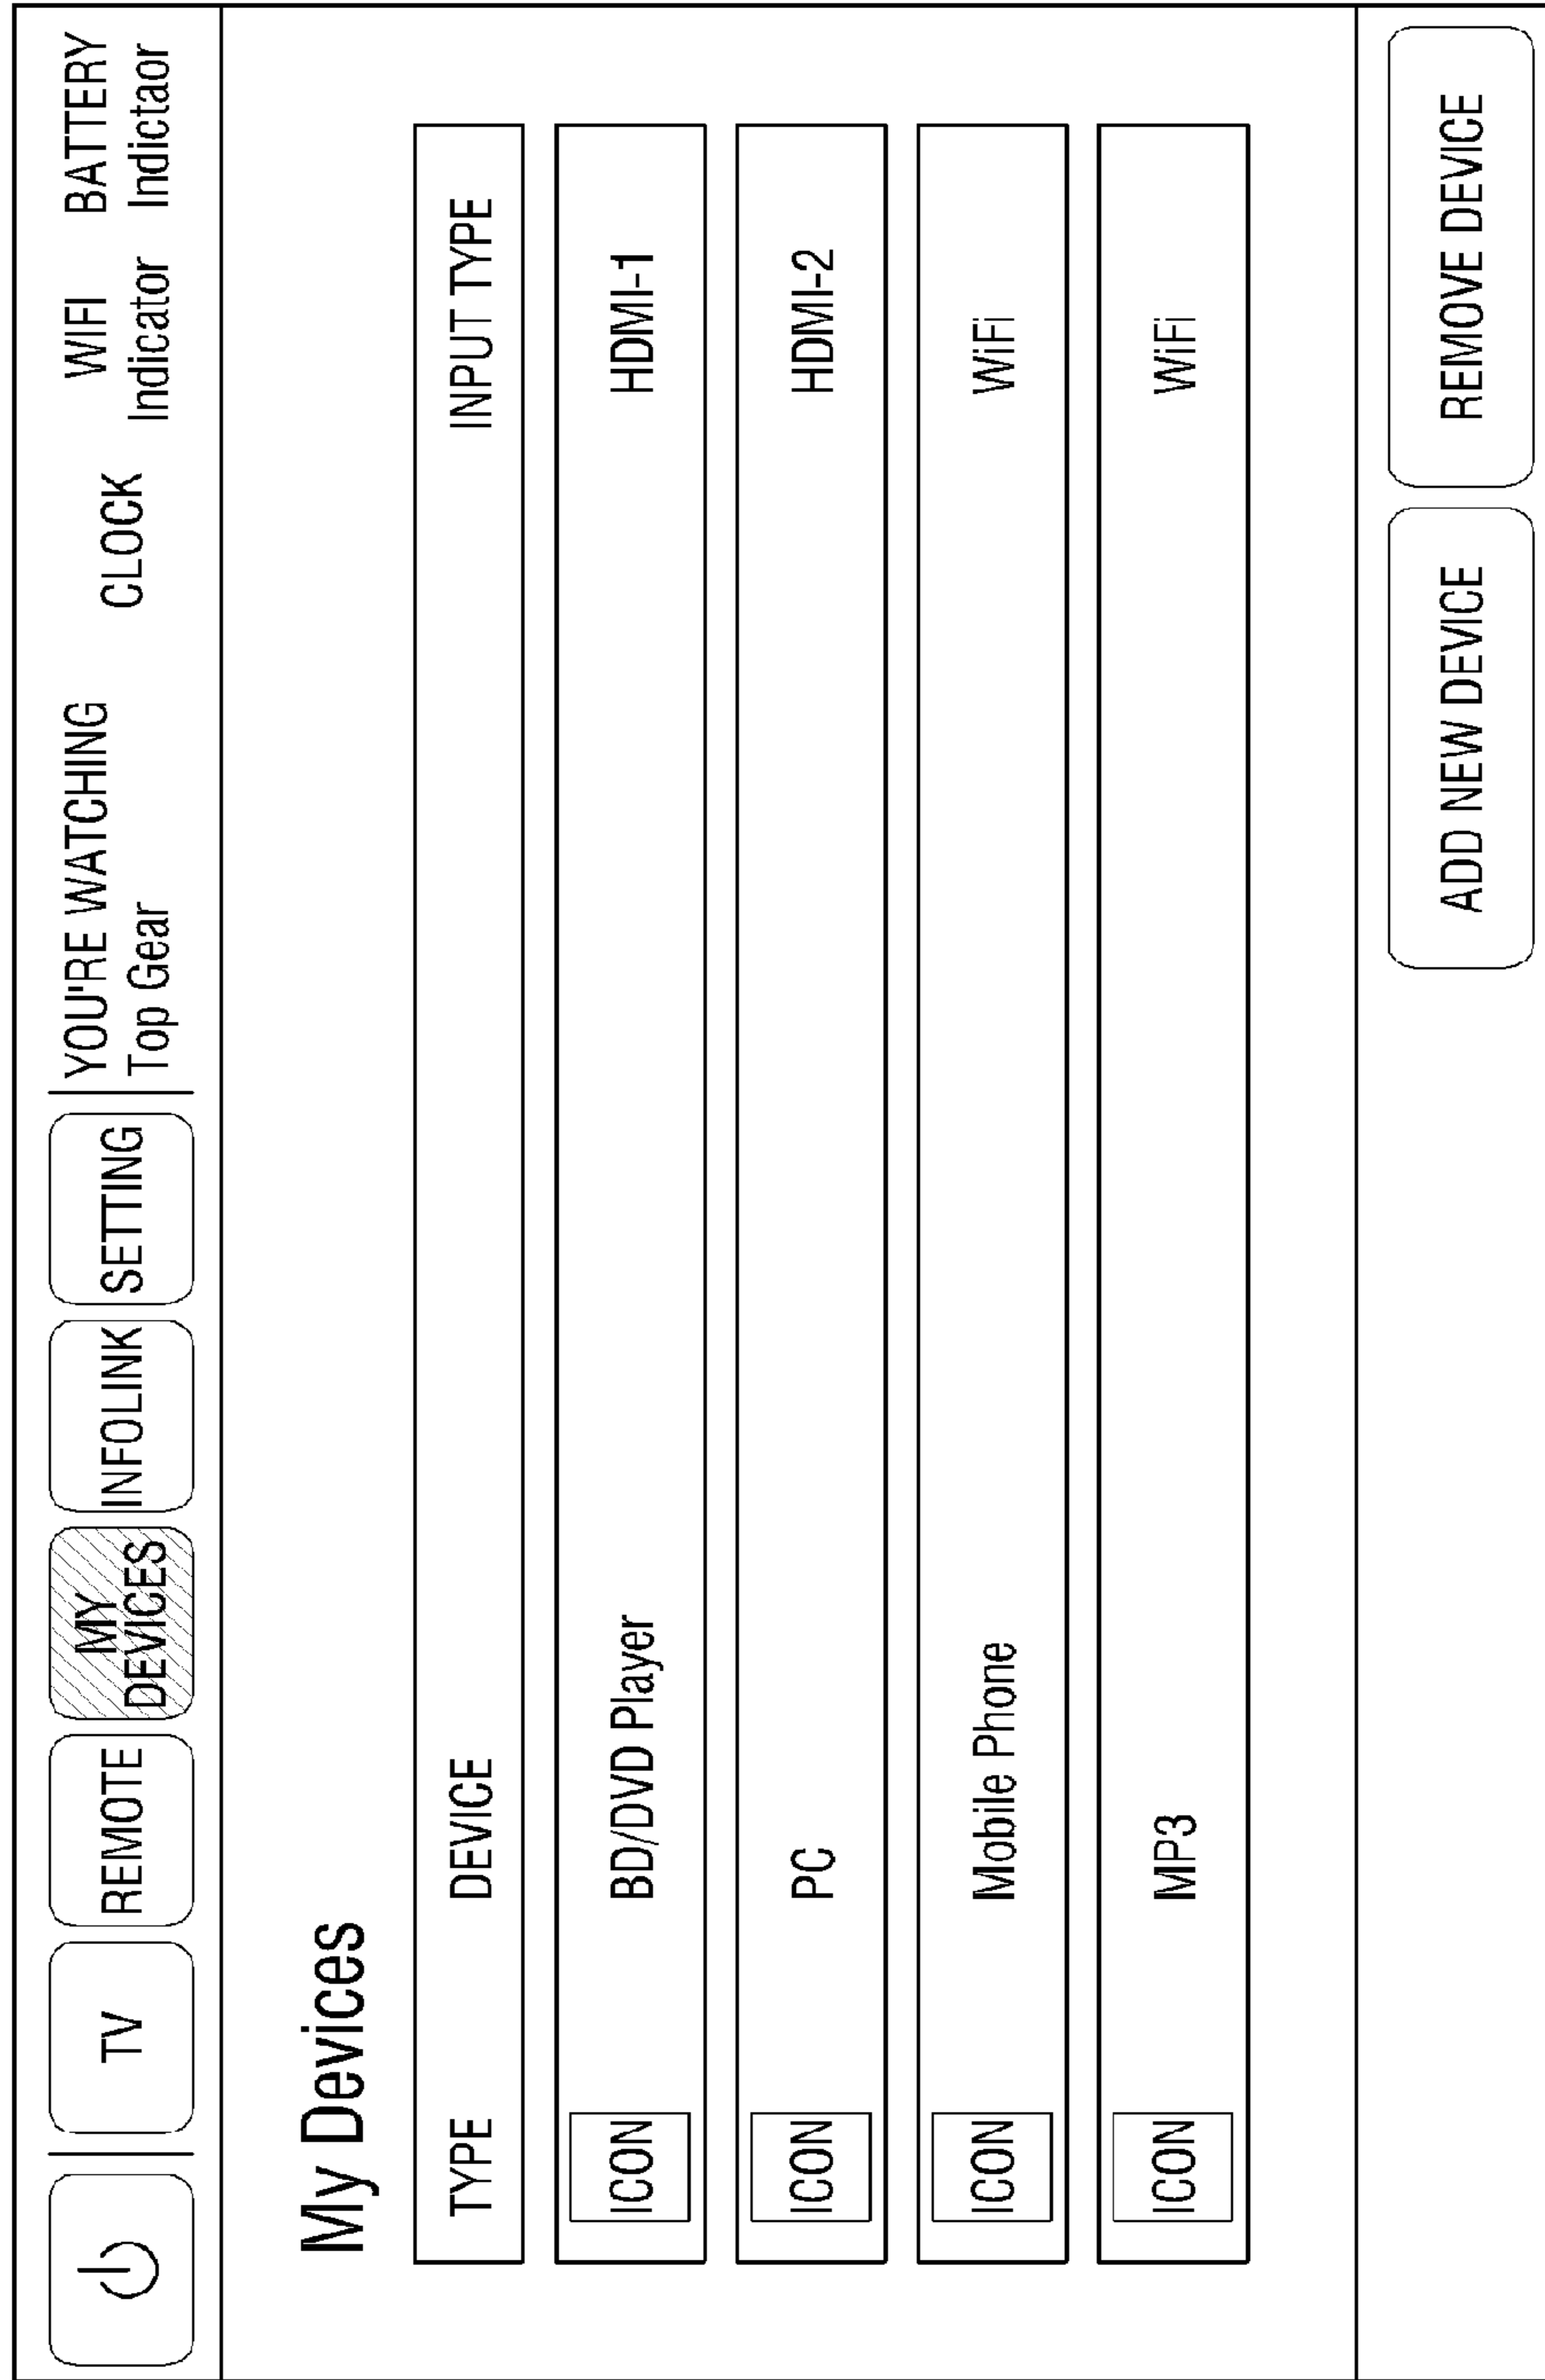 TV
REMOTE
MY
DEVICES
INFOLINK
SETTING
YOU'RE WATCHING
Top Gear
CLOCK
WIFI
Indicator
BATTERY
Indictaor
My Devices
TYPE DEVICE INPUT TYPE
ICON BD/DVD Player HDMI-1
ICON PC HDMI-2
ICON Mobile Phone WiFi
ICON MP3 WiFi
ADD NEW DEVICE
REMOVE DEVICE